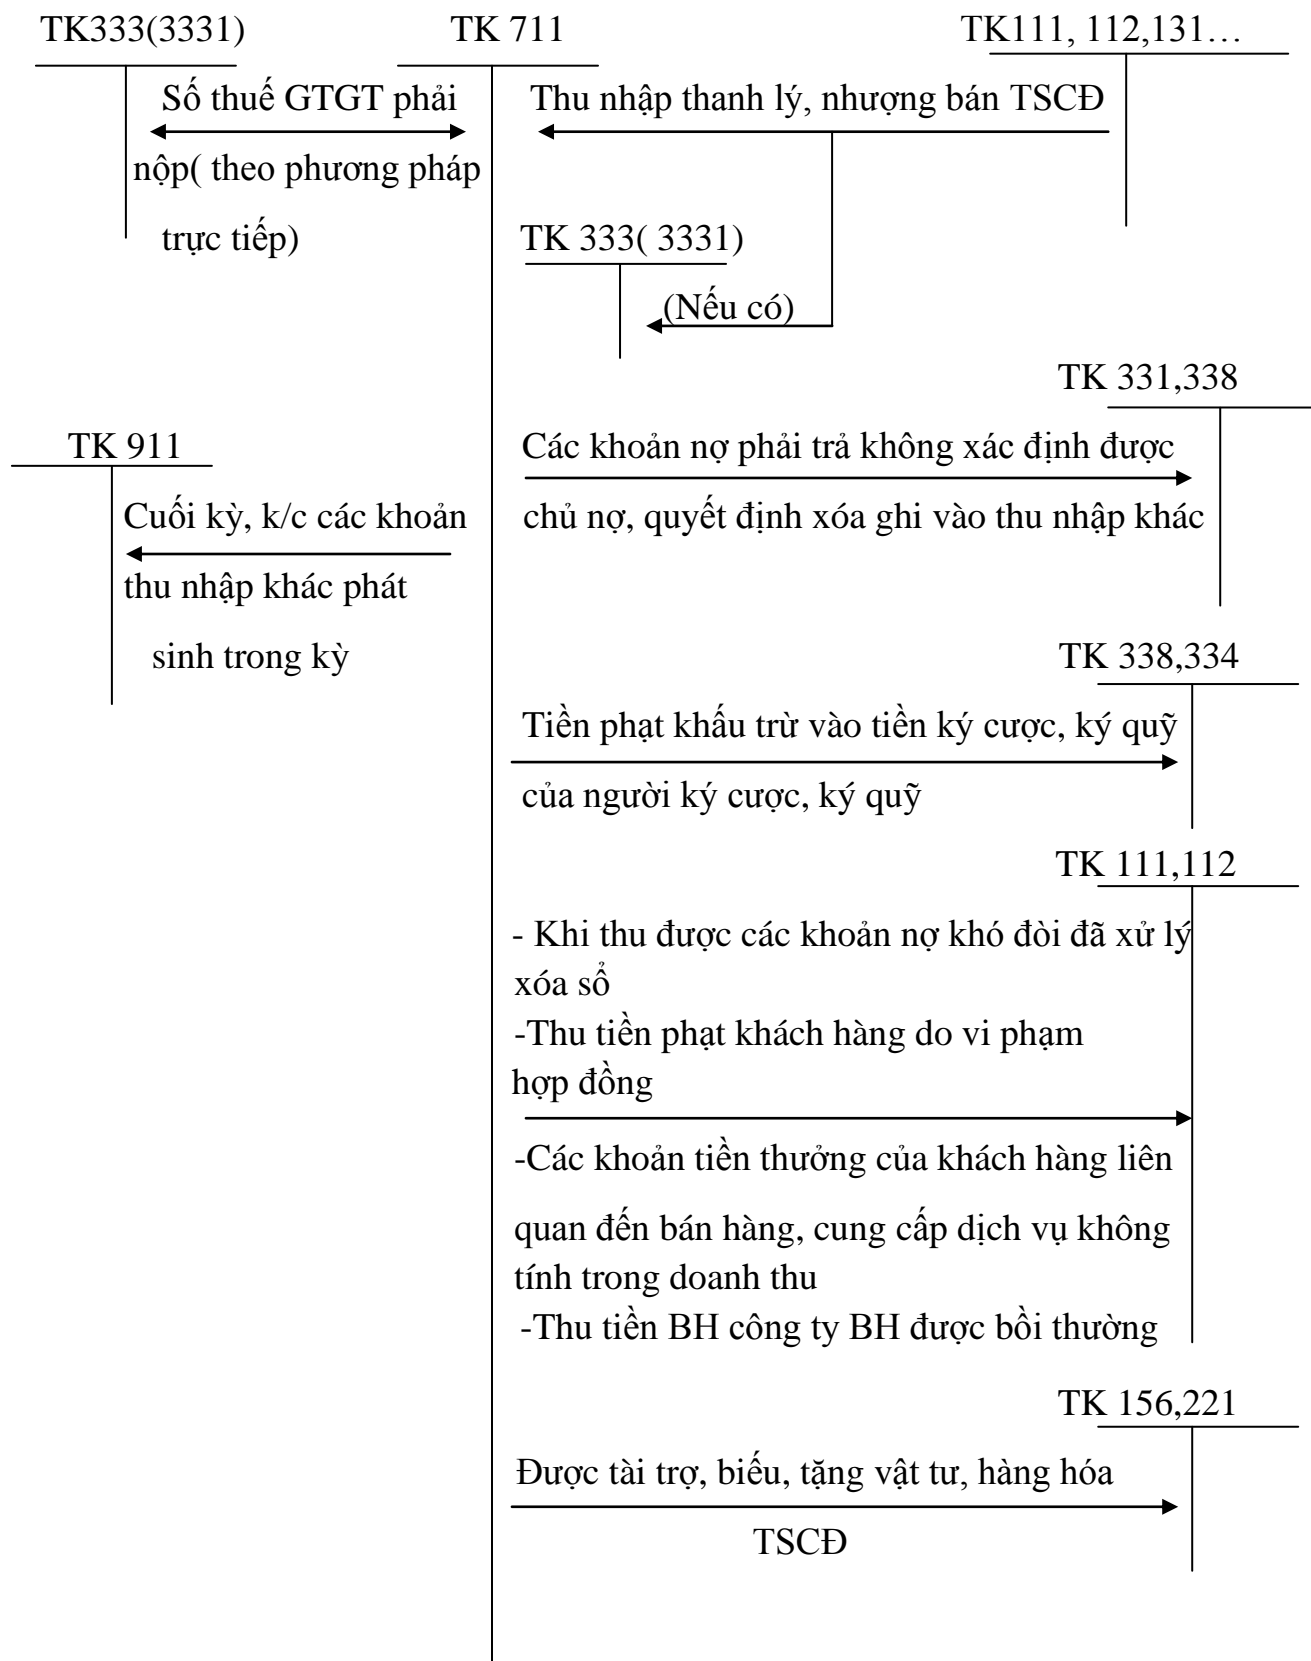 TK333(3331)
TK 711
TK111, 112,131…
Số thuế GTGT phải
nộp( theo phương pháp
trực tiếp)
Thu nhập thanh lý, nhượng bán TSCĐ
TK 333( 3331)
(Nếu có)
TK 331,338
TK 911
Các khoản nợ phải trả không xác định được
chủ nợ, quyết định xóa ghi vào thu nhập khác
Cuối kỳ, k/c các khoản
thu nhập khác phát
sinh trong kỳ
TK 338,334
Tiền phạt khấu trừ vào tiền ký cược, ký quỹ
của người ký cược, ký quỹ
TK 111,112
- Khi thu được các khoản nợ khó đòi đã xử lý
xóa sổ
-Thu tiền phạt khách hàng do vi phạm
hợp đồng
-Các khoản tiền thưởng của khách hàng liên
quan đến bán hàng, cung cấp dịch vụ không
tính trong doanh thu
-Thu tiền BH công ty BH được bồi thường
TK 156,221
Được tài trợ, biếu, tặng vật tư, hàng hóa
TSCĐ